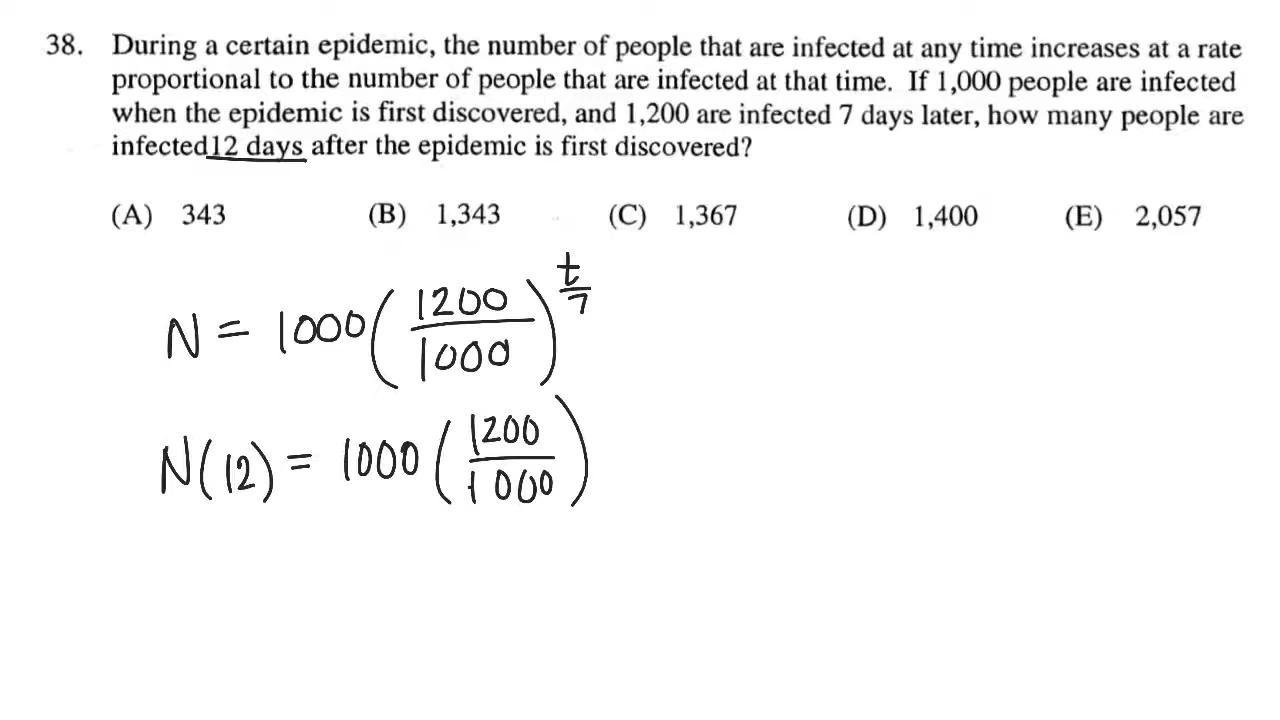 38. During a certain epidemic, the number of people that are infected at any time increases at a rate
proportional to the number of people that are infected at that time. If 1,000 people are infected
when the epidemic is first discovered, and 1,200 are infected 7 days later, how many people are
infected 12 days after the epidemic is first discovered?
(A) 343 (B) 1,343 (C) 1,367 (D) 1,400 (E) 2,057
N = 1000(1200/1000)^(t/7)
N(12) = 1000(1200/1000)